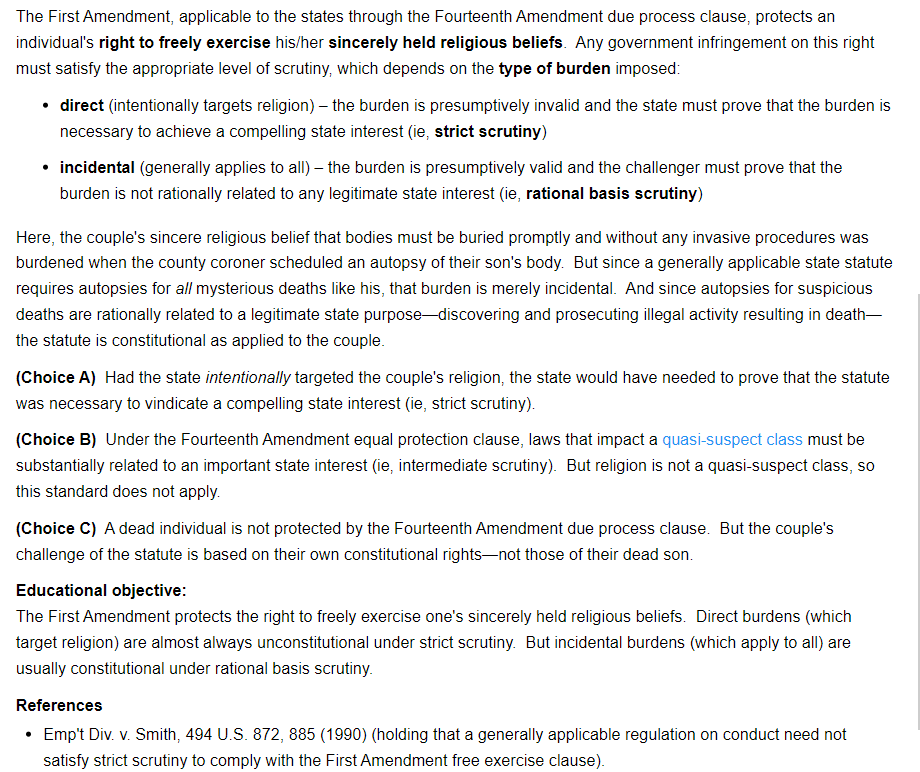 The First Amendment, applicable to the states through the Fourteenth Amendment due process clause, protects an
individual's right to freely exercise his/her sincerely held religious beliefs.  Any government infringement on this right
must satisfy the appropriate level of scrutiny, which depends on the type of burden imposed:
• direct (intentionally targets religion) – the burden is presumptively invalid and the state must prove that the burden is
necessary to achieve a compelling state interest (ie, strict scrutiny)
• incidental (generally applies to all) – the burden is presumptively valid and the challenger must prove that the
burden is not rationally related to any legitimate state interest (ie, rational basis scrutiny)
Here, the couple's sincere religious belief that bodies must be buried promptly and without any invasive procedures was
burdened when the county coroner scheduled an autopsy of their son's body.  But since a generally applicable state statute
requires autopsies for all mysterious deaths like his, that burden is merely incidental.  And since autopsies for suspicious
deaths are rationally related to a legitimate state purpose—discovering and prosecuting illegal activity resulting in death—
the statute is constitutional as applied to the couple.
(Choice A)  Had the state intentionally targeted the couple's religion, the state would have needed to prove that the statute
was necessary to vindicate a compelling state interest (ie, strict scrutiny).
(Choice B)  Under the Fourteenth Amendment equal protection clause, laws that impact a quasi-suspect class must be
substantially related to an important state interest (ie, intermediate scrutiny).  But religion is not a quasi-suspect class, so
this standard does not apply.
(Choice C)  A dead individual is not protected by the Fourteenth Amendment due process clause.  But the couple's
challenge of the statute is based on their own constitutional rights—not those of their dead son.
Educational objective:
The First Amendment protects the right to freely exercise one's sincerely held religious beliefs.  Direct burdens (which
target religion) are almost always unconstitutional under strict scrutiny.  But incidental burdens (which apply to all) are
usually constitutional under rational basis scrutiny.
References
• Emp't Div. v. Smith, 494 U.S. 872, 885 (1990) (holding that a generally applicable regulation on conduct need not
satisfy strict scrutiny to comply with the First Amendment free exercise clause).